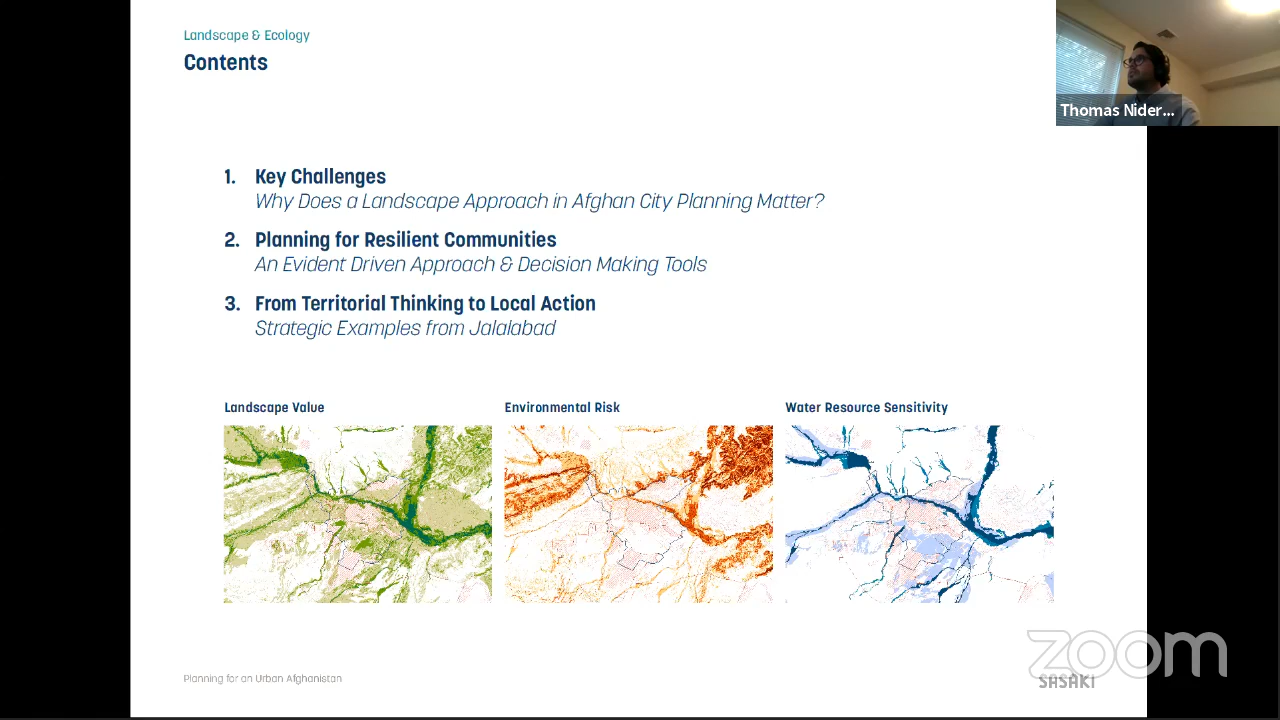 Landscape & Ecology
Contents
Thomas Nider...
1. Key Challenges
Why Does a Landscape Approach in Afghan City Planning Matter?
2. Planning for Resilient Communities
An Evident Driven Approach & Decision Making Tools
3. From Territorial Thinking to Local Action
Strategic Examples from Jalalabad
Landscape Value
Environmental Risk
Water Resource Sensitivity
zoom
Planning for an Urban Afghanistan
SASAKI